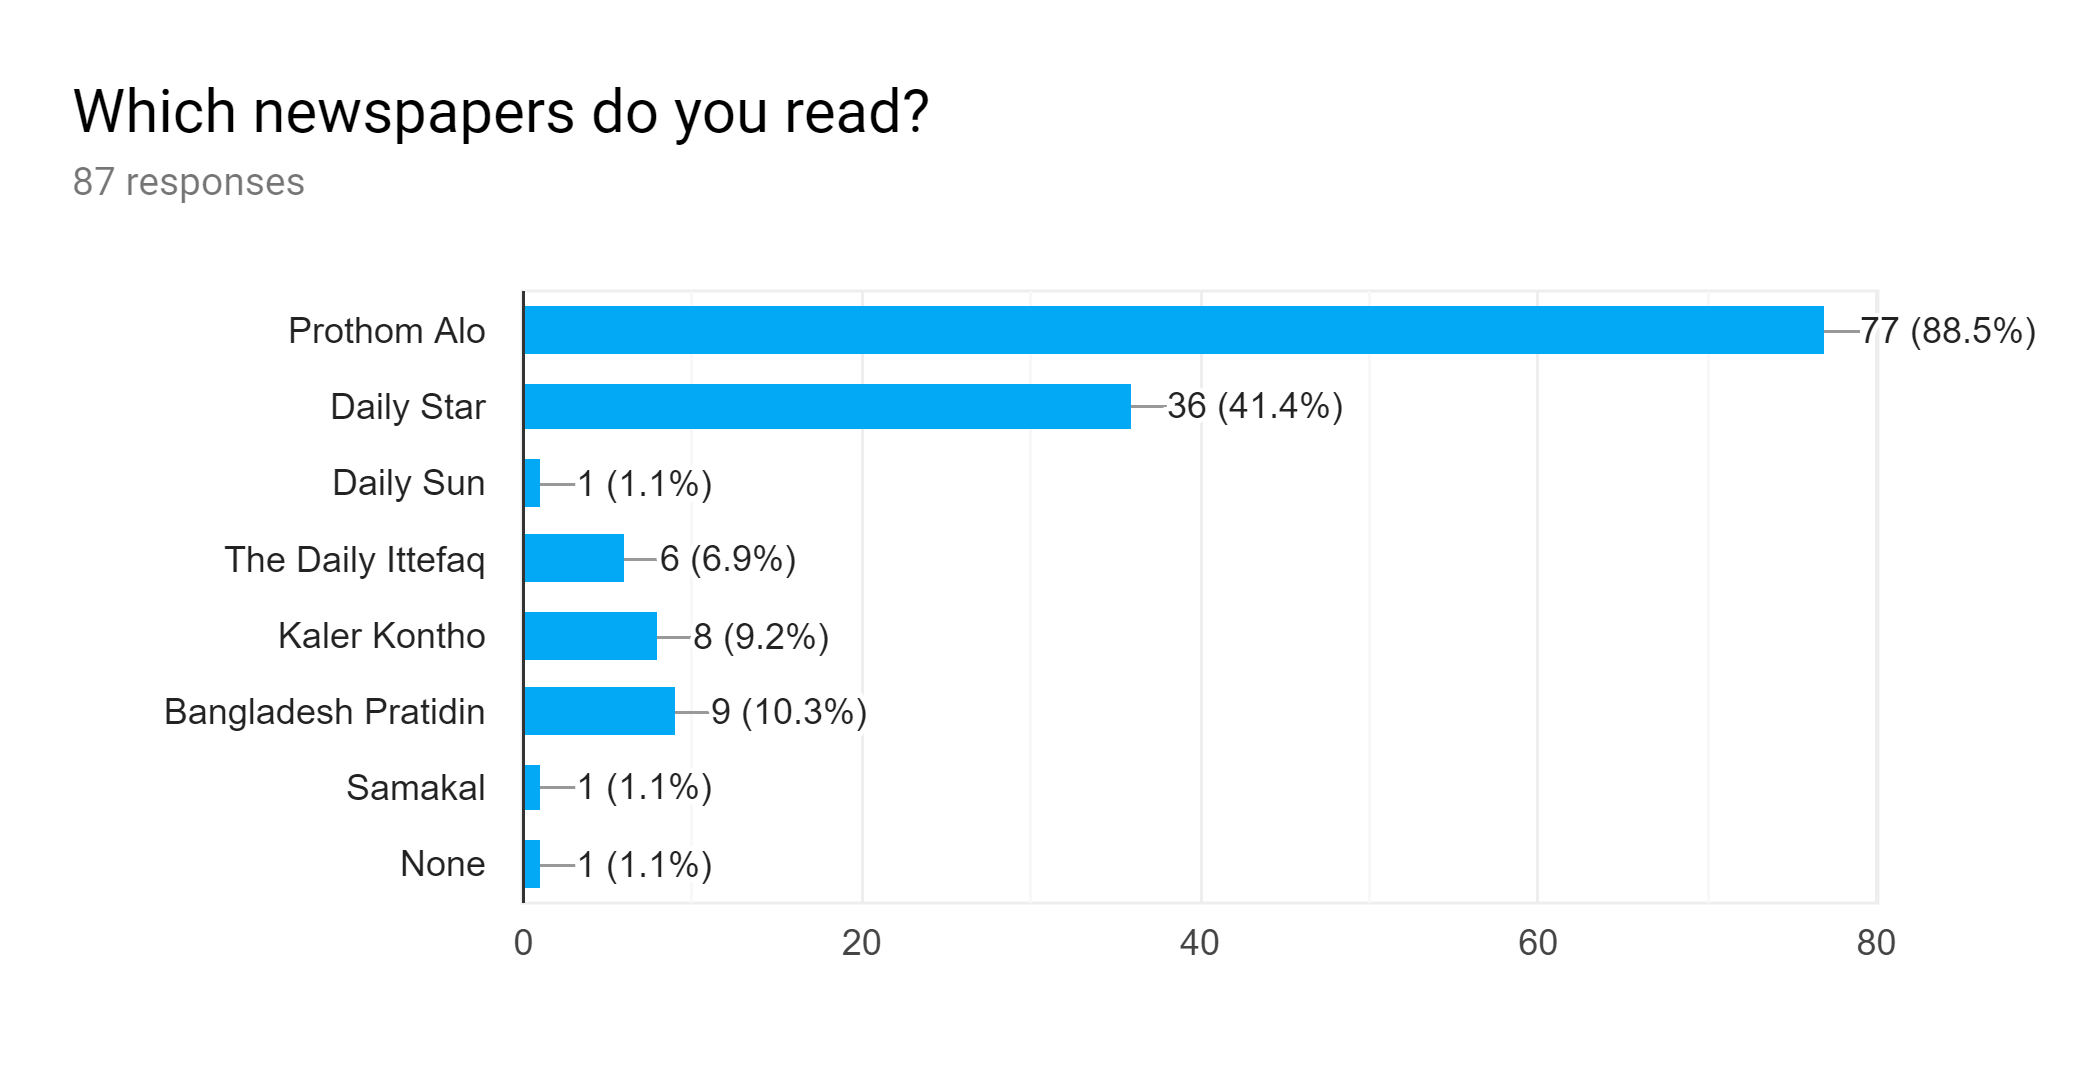 Which newspapers do you read?
87 responses
Prothom Alo 77 (88.5%)
Daily Star 36 (41.4%)
Daily Sun 1 (1.1%)
The Daily Ittefaq 6 (6.9%)
Kaler Kontho 8 (9.2%)
Bangladesh Pratidin 9 (10.3%)
Samakal 1 (1.1%)
None 1 (1.1%)
0 20 40 60 80